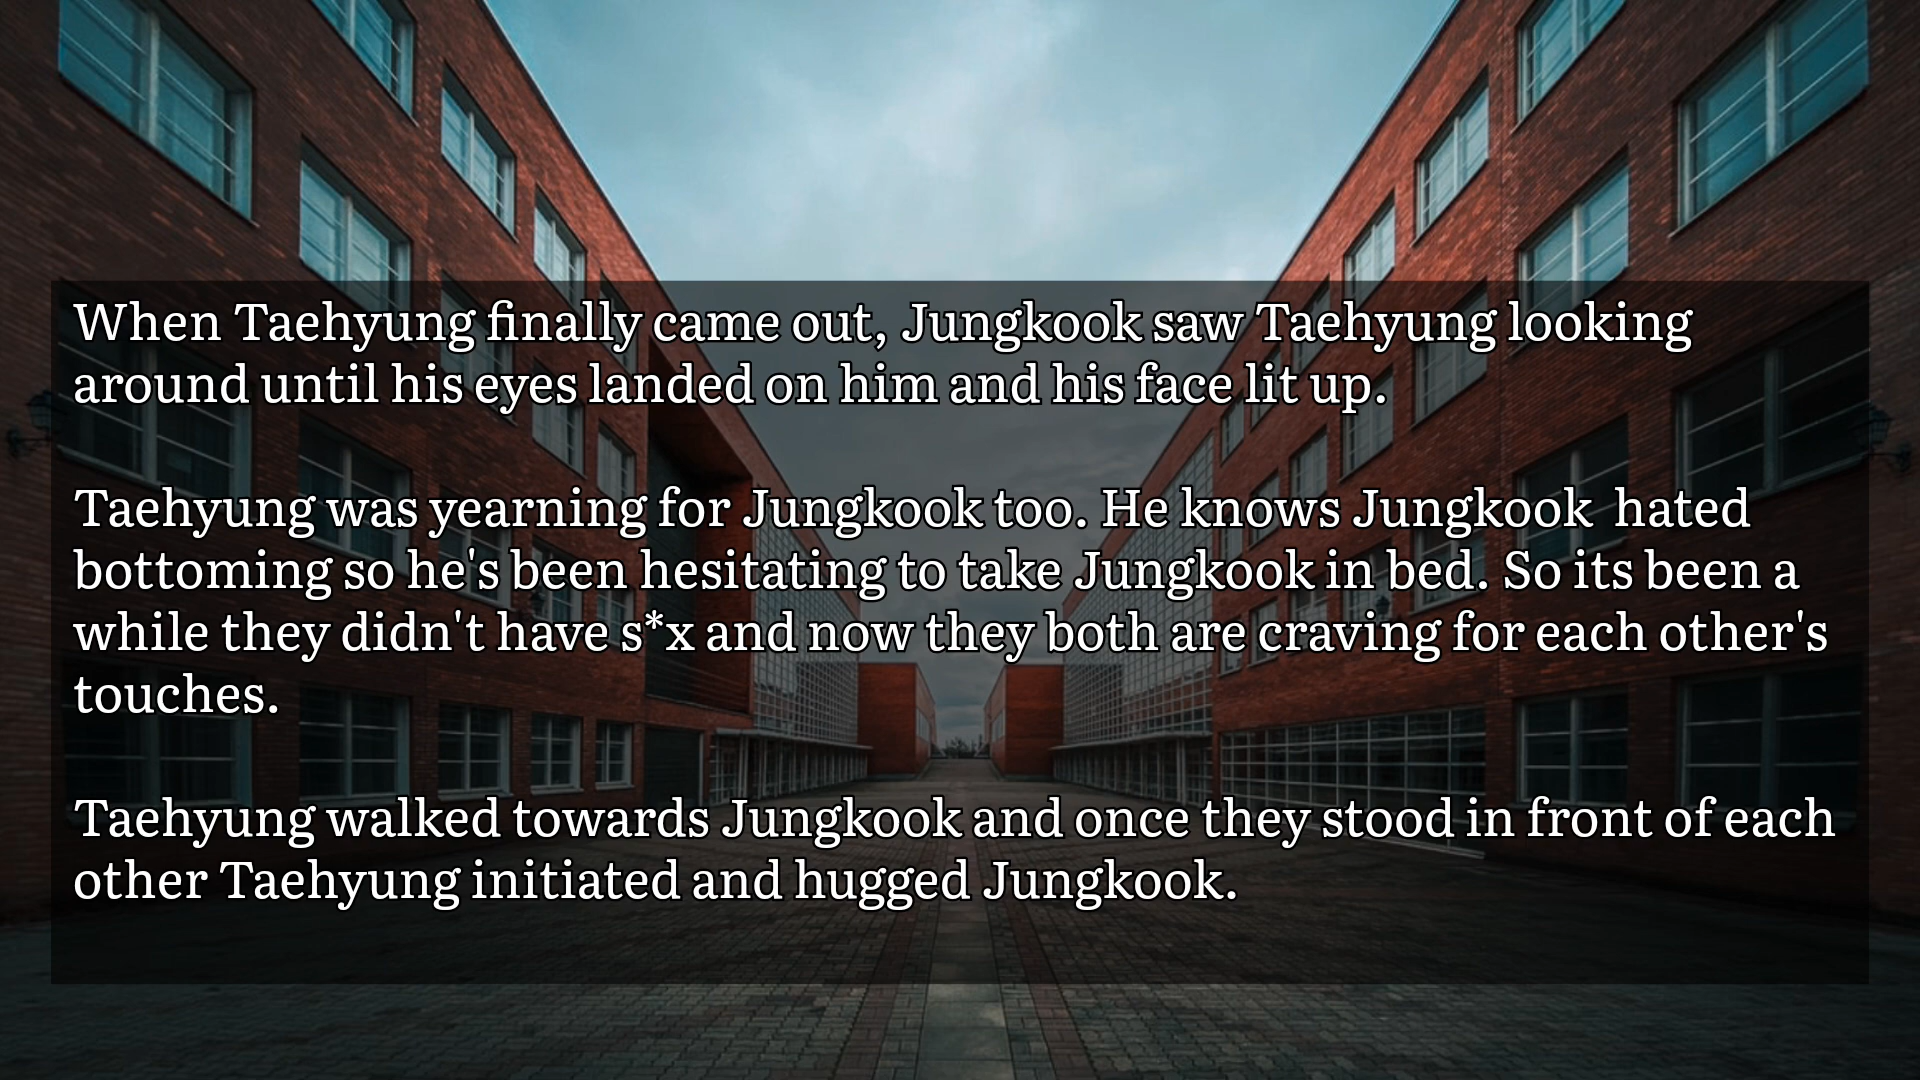 When Taehyung finally came out, Jungkook saw Taehyung looking
around until his eyes landed on him and his face lit up.
Taehyung was yearning for Jungkook too. He knows Jungkook  hated
bottoming so he's been hesitating to take Jungkook in bed. So its been a
while they didn't have s*x and now they both are craving for each other's
touches.
Taehyung walked towards Jungkook and once they stood in front of each
other Taehyung initiated and hugged Jungkook.